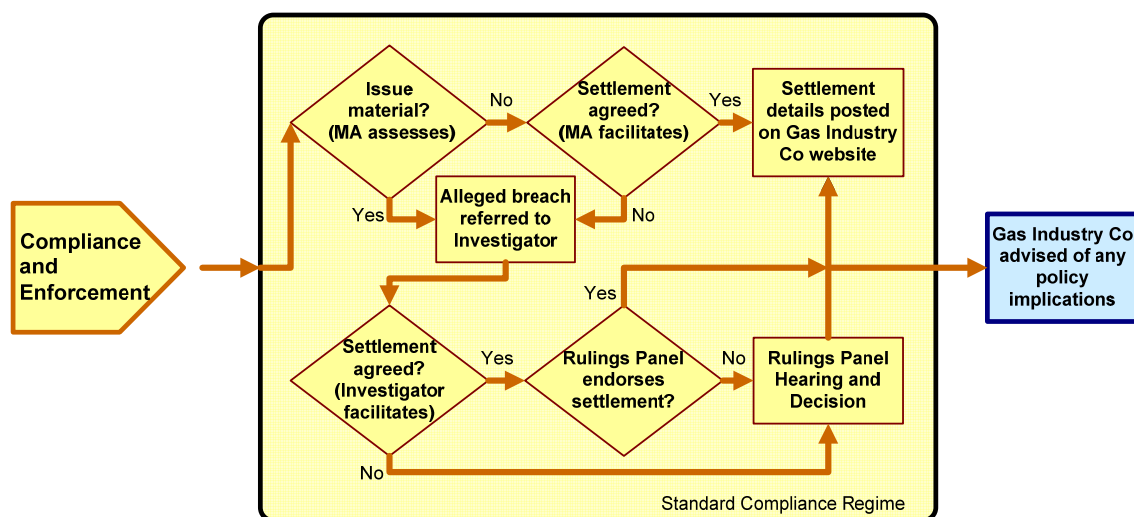 Compliance
and
Enforcement
Issue
material?
(MA assesses)
No
Settlement
agreed?
(MA facilitates)
Yes
Settlement
details posted
on Gas Industry
Co website
Yes
Alleged breach
referred to
Investigator
No
Gas Industry Co
advised of any
policy
implications
Settlement
agreed?
(Investigator
facilitates)
Yes
Yes
Rulings Panel
endorses
settlement?
No
Rulings Panel
Hearing and
Decision
No
Standard Compliance Regime